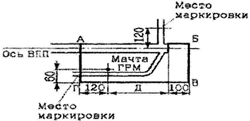 Место
маркировки
А
120
Б
Ось ВПП
Мачта
ГРМ
60
Г
120
Д
100
В
Место
маркировки